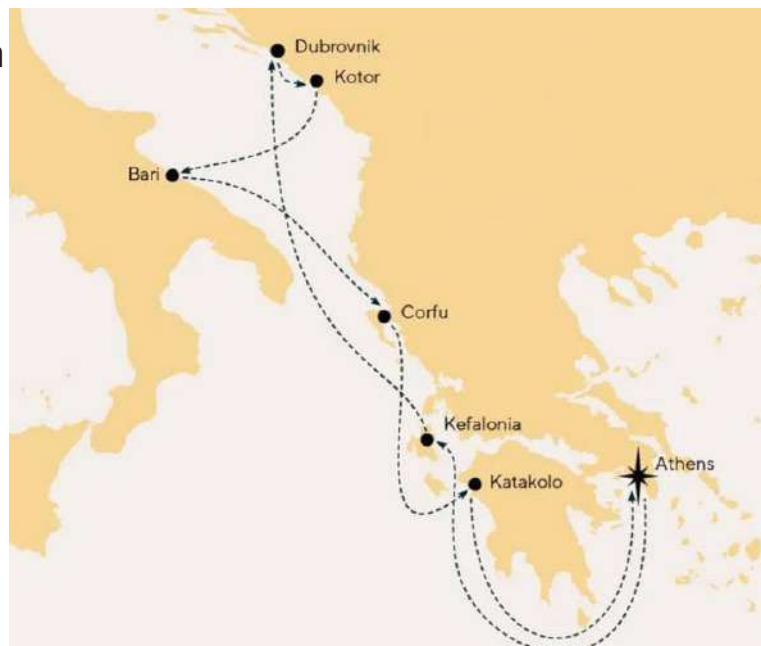 Dubrovnik
Kotor
Bari
Corfu
Kefalonia
Athens
Katakolo